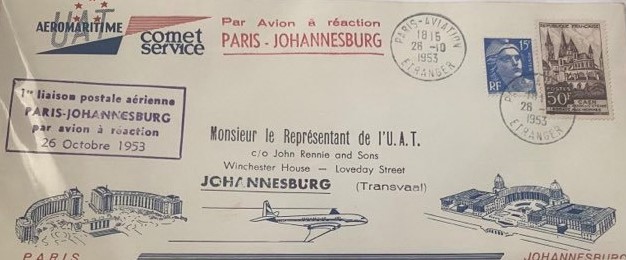 UAT
AEROMARITIME
comet
service
Par Avion à réaction
PARIS - JOHANNESBURG
PARIS-AVIATION
18 15
26 -10
1953
ETRANGER
15F
RF
REPUBLIQUE FRANÇAISE
50F
CAEN
POSTES
26
1953
ETRANGER
1re liaison postale aérienne
PARIS-JOHANNESBURG
par avion à réaction
26 Octobre 1953
Monsieur le Représentant de l'U.A.T.
c/o John Rennie and Sons
Winchester House — Loveday Street
JOHANNESBURG (Transvaal)
PARIS
JOHANNESBURG